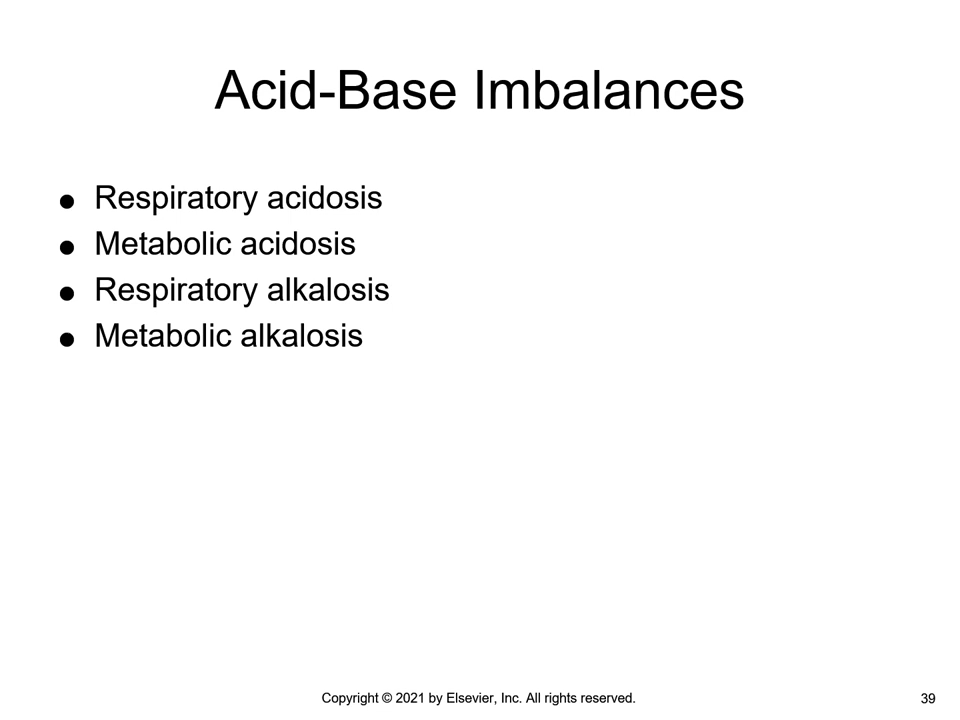 Acid-Base Imbalances
● Respiratory acidosis
● Metabolic acidosis
● Respiratory alkalosis
● Metabolic alkalosis
Copyright © 2021 by Elsevier, Inc. All rights reserved.
39